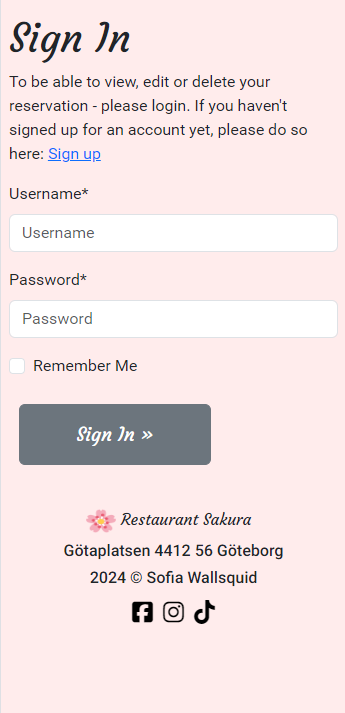 Sign In
To be able to view, edit or delete your
reservation - please login. If you haven't
signed up for an account yet, please do so
here: Sign up
Username*
Username
Password*
Password
Remember Me
Sign In »
Restaurant Sakura
Götaplatsen 4412 56 Göteborg
2024 © Sofia Wallsquid